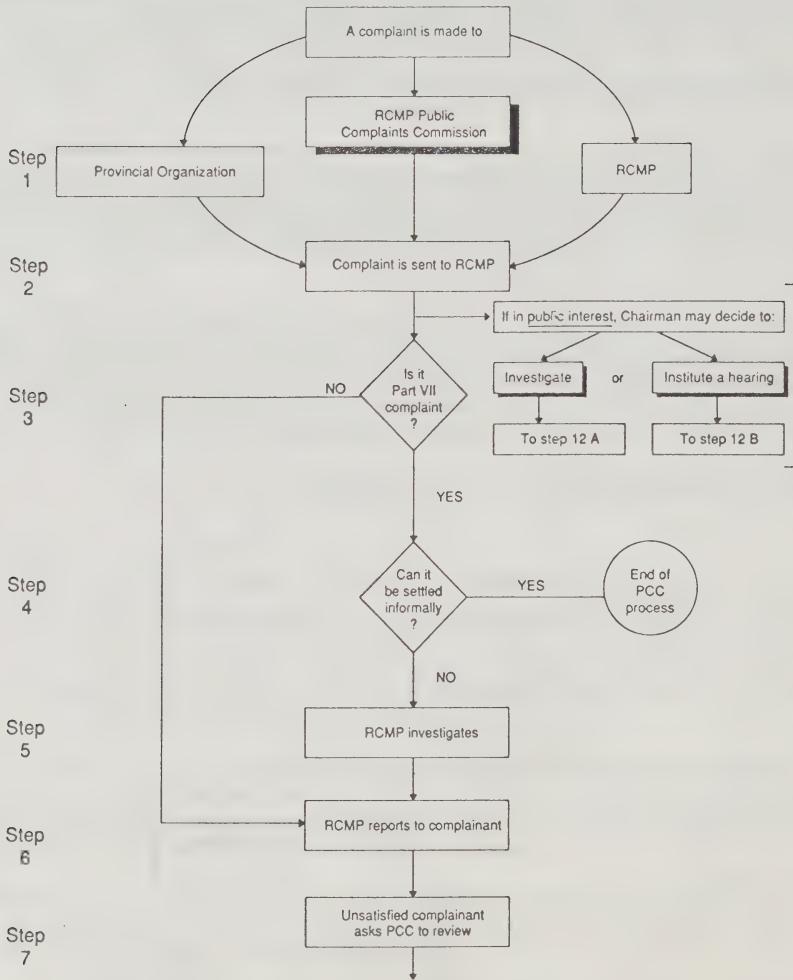 A complaint is made to
RCMP Public
Complaints Commission
Step
1
Provincial Organization
RCMP
Step
2
Complaint is sent to RCMP
If in public interest, Chairman may decide to:
Step
3
NO
Is it
Part VII
complaint
?
Investigate
or
Institute a hearing
To step 12 A
To step 12 B
YES
Step
4
Can it
be settled
informally
?
YES
End of
PCC
process
NO
Step
5
RCMP investigates
Step
6
RCMP reports to complainant
Step
7
Unsatisfied complainant
asks PCC to review